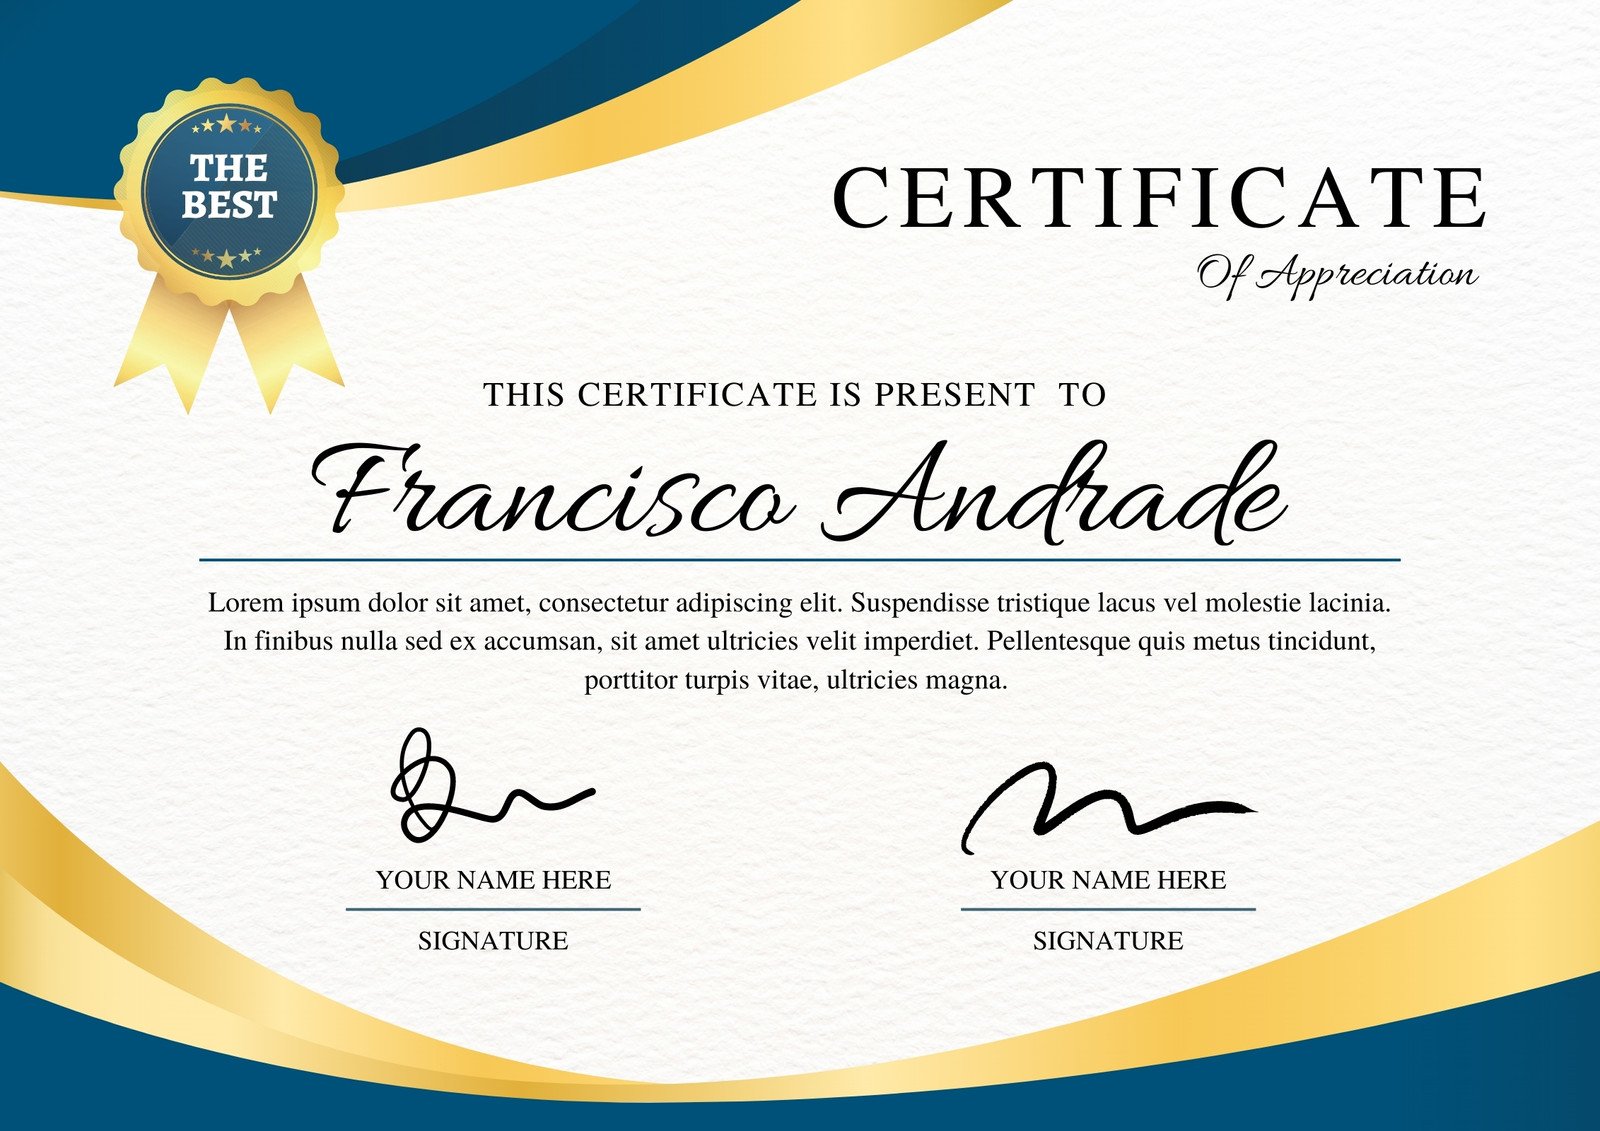 THE
BEST
CERTIFICATE
Of Appreciation
THIS CERTIFICATE IS PRESENT TO
Francisco Andrade
Lorem ipsum dolor sit amet, consectetur adipiscing elit. Suspendisse tristique lacus vel molestie lacinia.
In finibus nulla sed ex accumsan, sit amet ultricies velit imperdiet. Pellentesque quis metus tincidunt,
porttitor turpis vitae, ultricies magna.
YOUR NAME HERE
SIGNATURE
YOUR NAME HERE
SIGNATURE